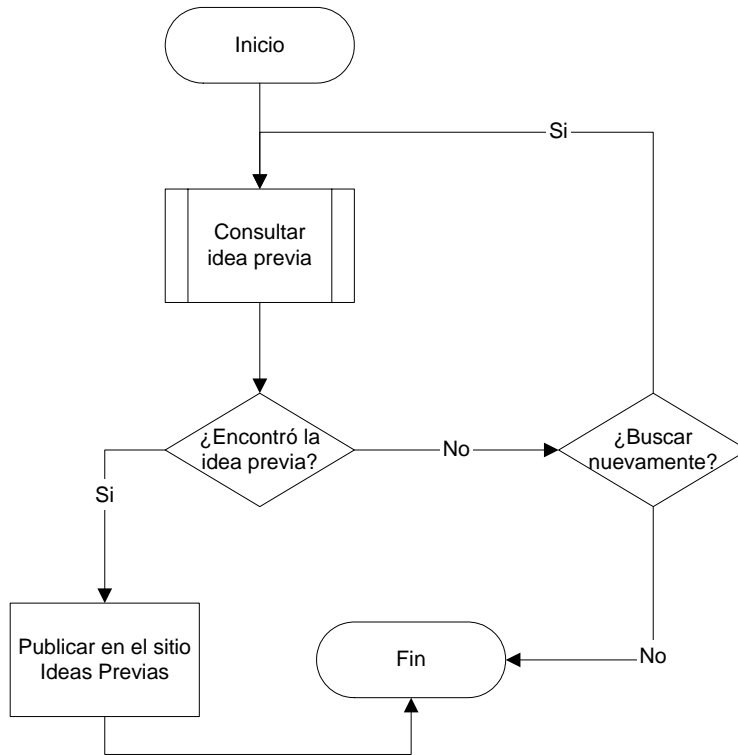 Inicio
Si
Consultar
idea previa
¿Encontró la
idea previa?
No
¿Buscar
nuevamente?
Si
Publicar en el sitio
Ideas Previas
Fin
No